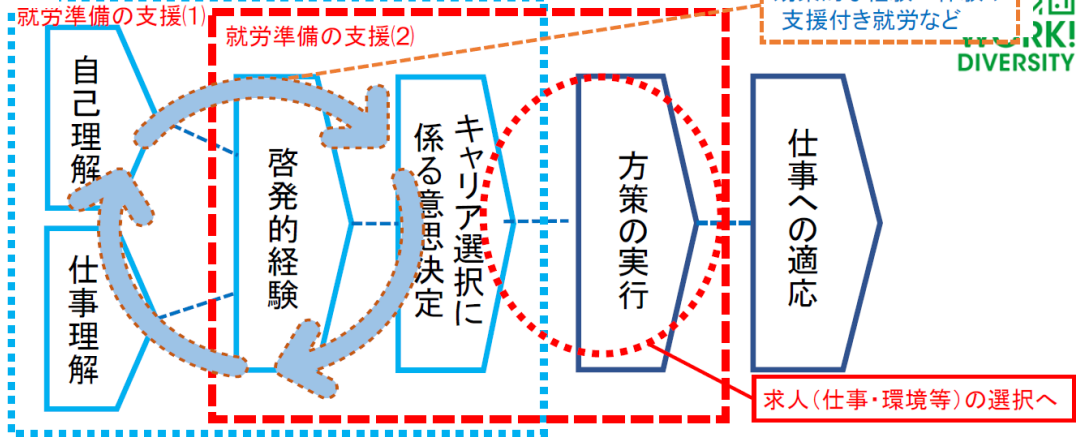 就労準備の支援⑴
就労準備の支援⑵
支援付き就労など
DIVERSITY
自己理解
仕事理解
啓発的経験
キャリア選択に
係る意思決定
方策の実行
仕事への適応
求人(仕事・環境等)の選択へ